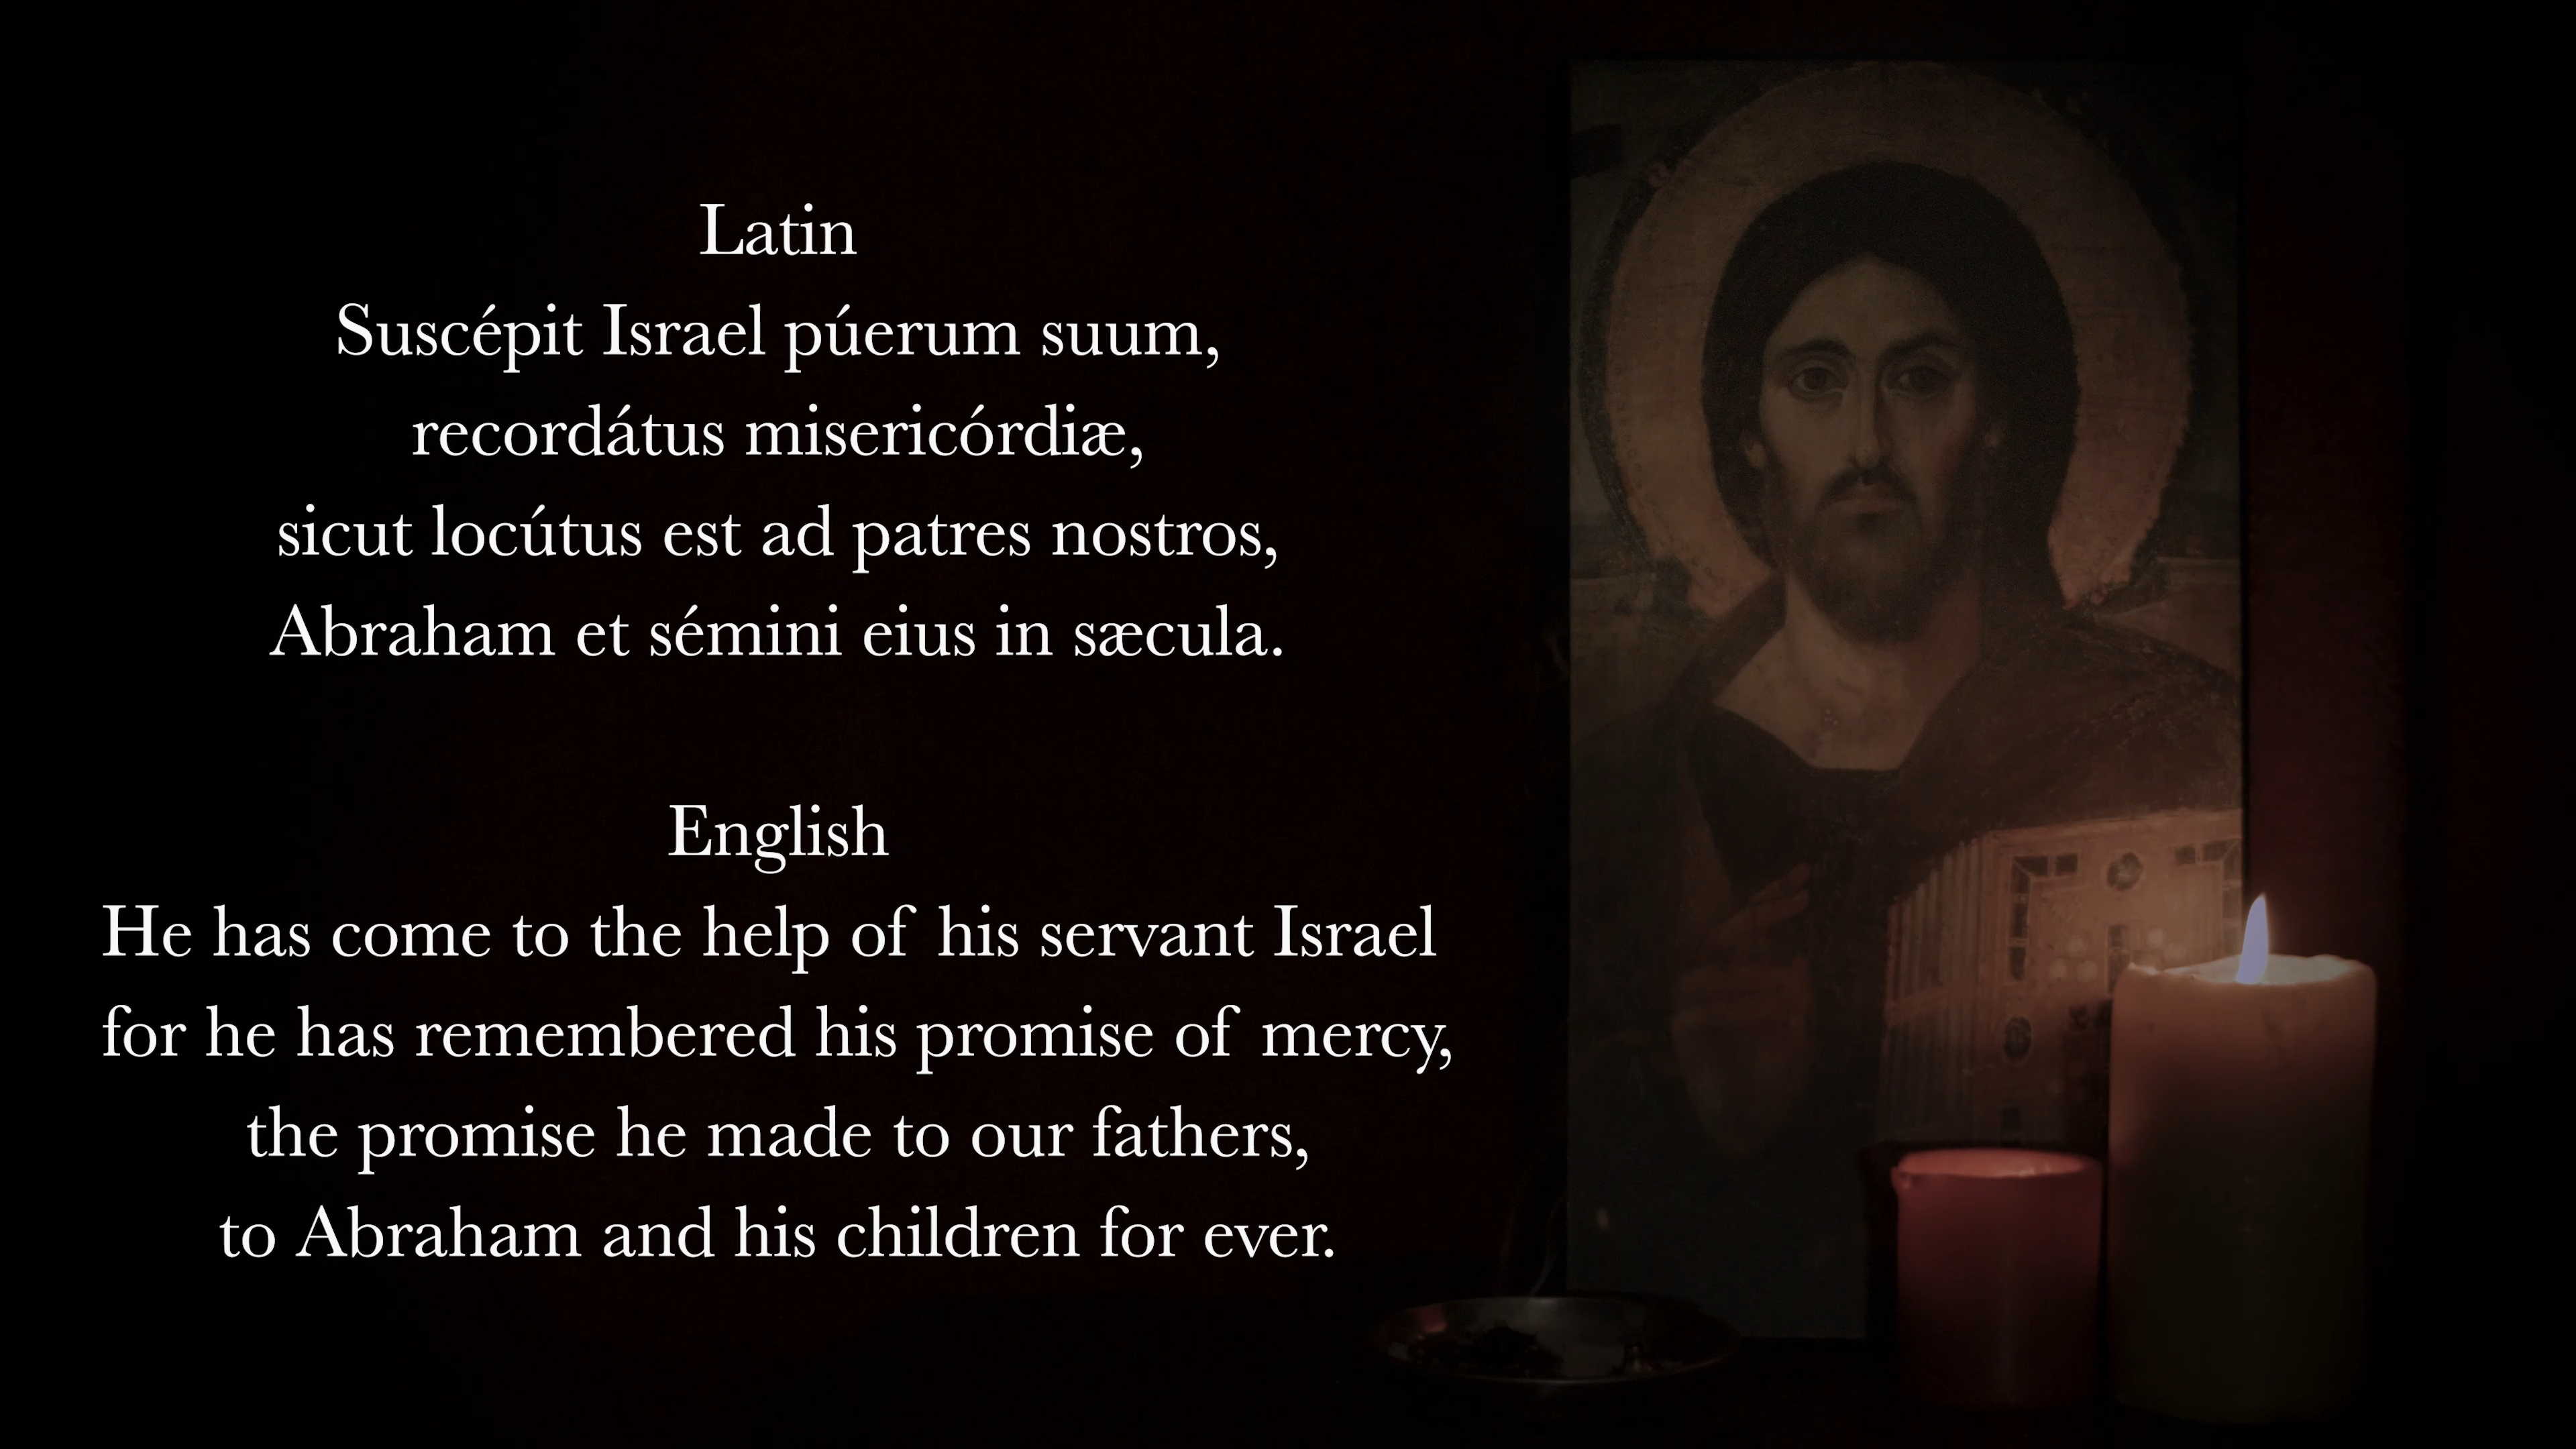 Latin
Suscépit Israel púerum suum,
recordátus misericórdiæ,
sicut locútus est ad patres nostros,
Abraham et sémini eius in sæcula.
English
He has come to the help of his servant Israel
for he has remembered his promise of mercy,
the promise he made to our fathers,
to Abraham and his children for ever.